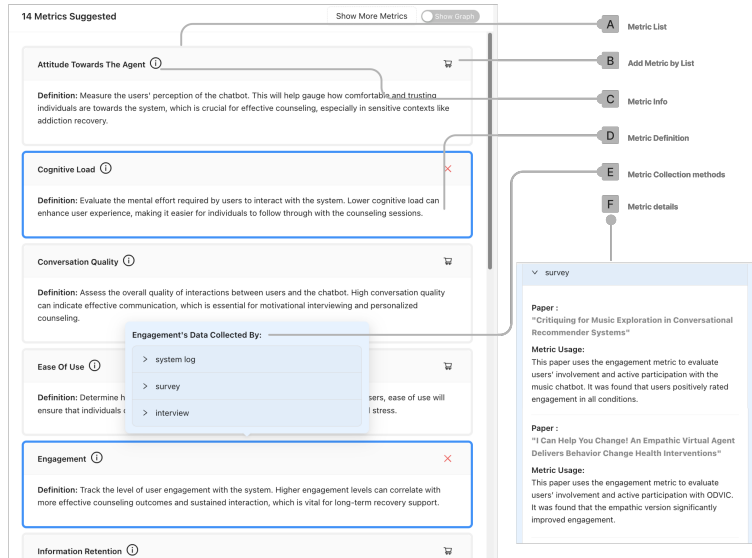 14 Metrics Suggested
Show More Metrics
Show Graph
Attitude Towards The Agent
Definition: Measure the users' perception of the chatbot. This will help gauge how comfortable and trusting
individuals are towards the system, which is crucial for effective counseling, especially in sensitive contexts like
addiction recovery.
Cognitive Load
Definition: Evaluate the mental effort required by users to interact with the system. Lower cognitive load can
enhance user experience, making it easier for individuals to follow through with the counseling sessions.
Conversation Quality
Definition: Assess the overall quality of interactions between users and the chatbot. High conversation quality
can indicate effective communication, which is essential for motivational interviewing and personalized
counseling.
Engagement's Data Collected By:
system log
survey
interview
Ease Of Use
Definition: Determine h
sers, ease of use will
ensure that individuals
stress.
Engagement
Definition: Track the level of user engagement with the system. Higher engagement levels can correlate with
more effective counseling outcomes and sustained interaction, which is vital for long-term recovery support.
Information Retention
A Metric List
B Add Metric by List
C Metric Info
D Metric Definition
E Metric Collection methods
F Metric details
survey
Paper :
"Critiquing for Music Exploration in Conversational
Recommender Systems"
Metric Usage:
This paper uses the engagement metric to evaluate
users' involvement and active participation with the
music chatbot. It was found that users positively rated
engagement in all conditions.
Paper :
"I Can Help You Change! An Empathic Virtual Agent
Delivers Behavior Change Health Interventions"
Metric Usage:
This paper uses the engagement metric to evaluate
users' involvement and active participation with ODVIC.
It was found that the empathic version significantly
improved engagement.